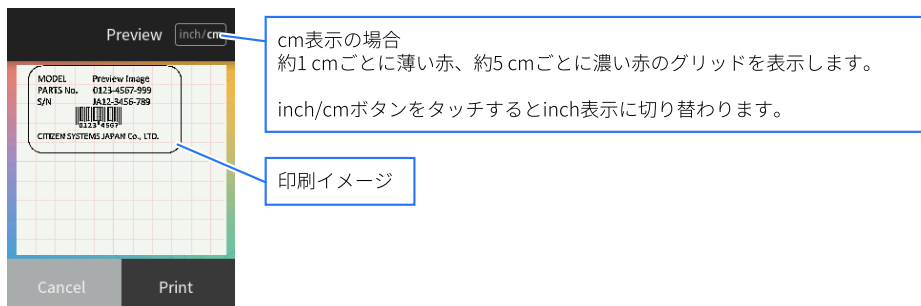 Preview inch/cm
cm表示の場合
約1 cmごとに薄い赤、約5 cmごとに濃い赤のグリッドを表示します。
inch/cmボタンをタッチするとinch表示に切り替わります。
MODEL Preview Image
PARTS No. 0123-4567-999
S/N JA12-3456-789
0123 4567
CITIZEN SYSTEMS JAPAN Co., LTD.
印刷イメージ
Cancel Print